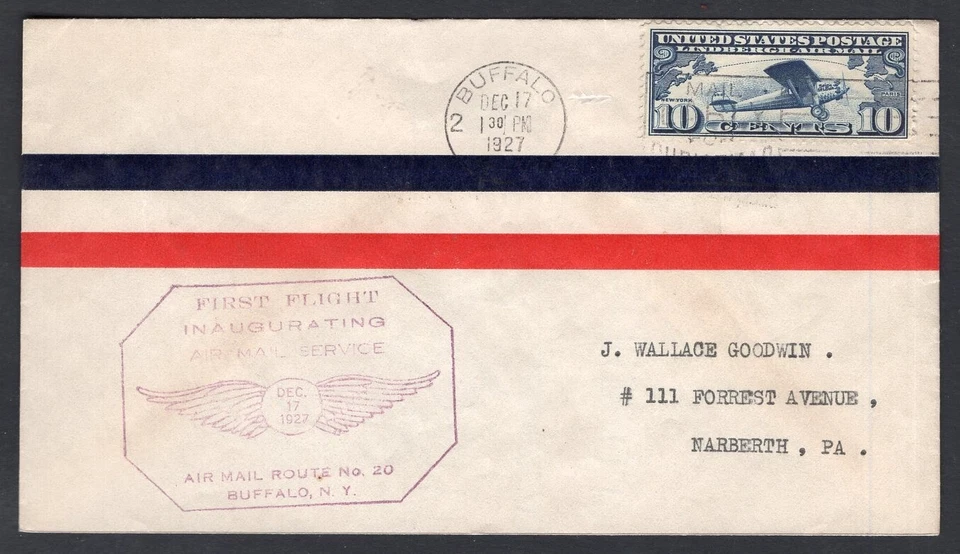 UNITED STATES POSTAGE
LINDBERGH·AIR MAIL
NEW YORK
PARIS
10 CENTS 10
BUFFALO
DEC 17
1 30 PM
1927
2
MAIL
FIRST FLIGHT
INAUGURATING
AIR MAIL SERVICE
DEC.
17
1927
AIR MAIL ROUTE No. 20
BUFFALO, N. Y.
J. WALLACE GOODWIN .
# 111 FORREST AVENUE ,
NARBERTH , PA .